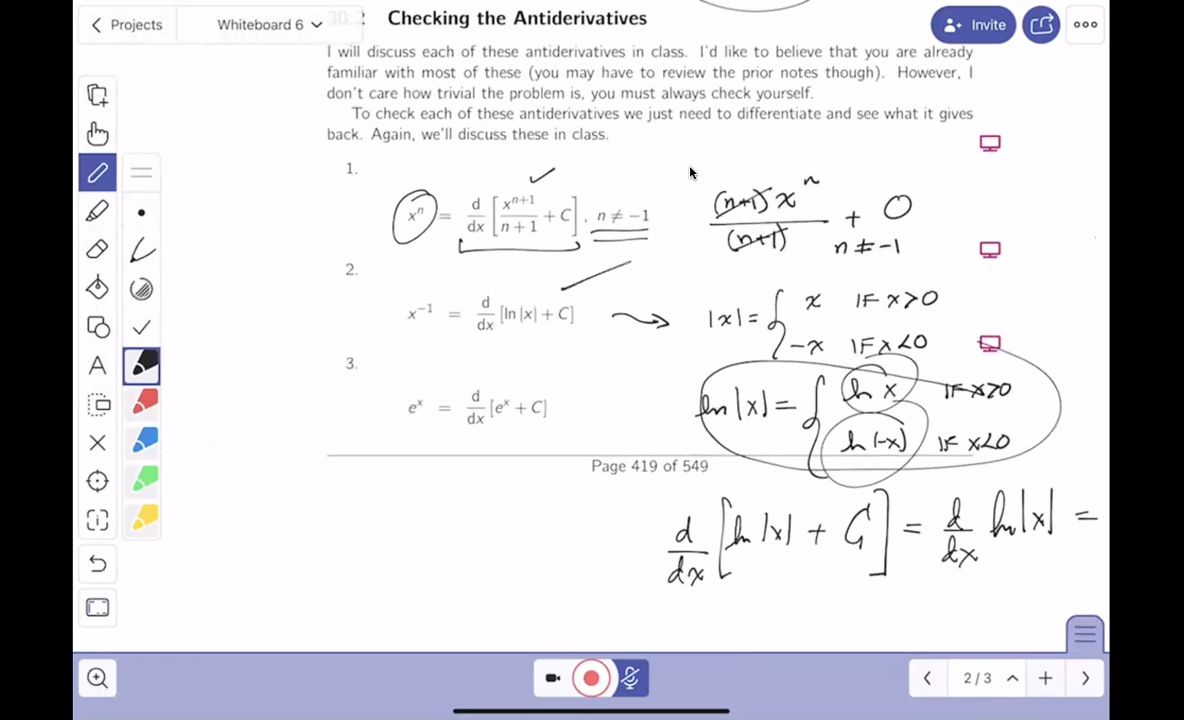 Projects
Whiteboard 6
Invite
Checking the Antiderivatives
I will discuss each of these antiderivatives in class. I'd like to believe that you are already
familiar with most of these (you may have to review the prior notes though). However, I
don't care how trivial the problem is, you must always check yourself.
To check each of these antiderivatives we just need to differentiate and see what it gives
back. Again, we'll discuss these in class.
1.
xⁿ = d/dx [xⁿ⁺¹/(n + 1) + C], n ≠ −1
(n+1) xⁿ / (n+1) + 0
n ≠ −1
2.
x⁻¹ = d/dx [ln |x| + C]
|x| = { x IF x>0
−x IF x<0
3.
eˣ = d/dx [eˣ + C]
ln |x| = { ln x IF x>0
ln (−x) IF x<0
Page 419 of 549
d/dx [ln |x| + C] = d/dx ln |x| =
2/3